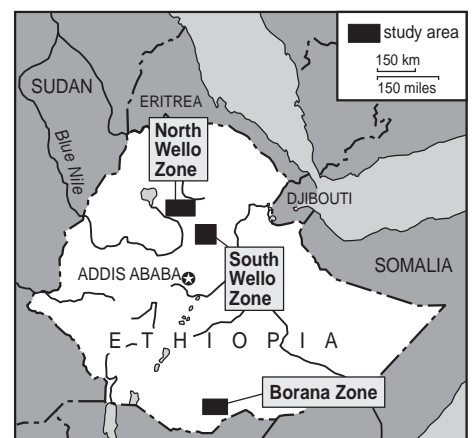 study area
150 km
150 miles
SUDAN
ERITREA
Blue Nile
North
Wello
Zone
DJIBOUTI
ADDIS ABABA
South
Wello
Zone
SOMALIA
ETHIOPIA
Borana Zone